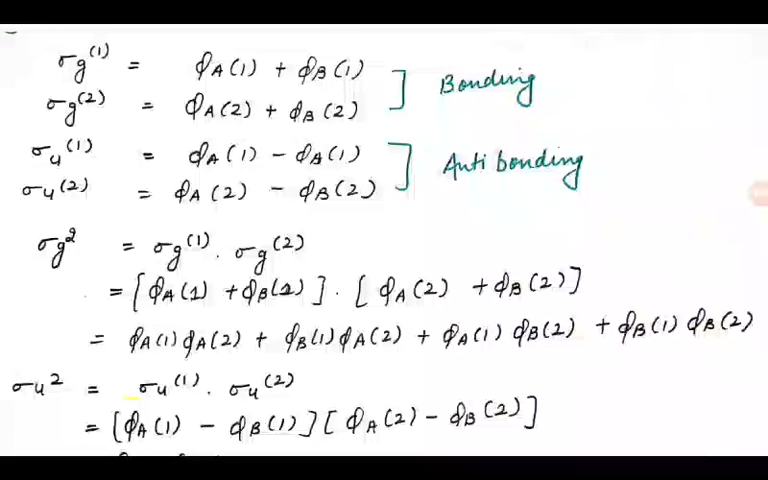 σg(1) = ϕA(1) + ϕB(1)
σg(2) = ϕA(2) + ϕB(2)
] Bonding
σu(1) = ϕA(1) − ϕB(1)
σu(2) = ϕA(2) − ϕB(2)
] Anti bonding
σg² = σg(1) . σg(2)
= [ϕA(1) + ϕB(1)] . [ϕA(2) + ϕB(2)]
= ϕA(1)ϕA(2) + ϕB(1)ϕA(2) + ϕA(1) ϕB(2) + ϕB(1) ϕB(2)
σu² = σu(1) . σu(2)
= [ϕA(1) − ϕB(1)] [ϕA(2) − ϕB(2)]